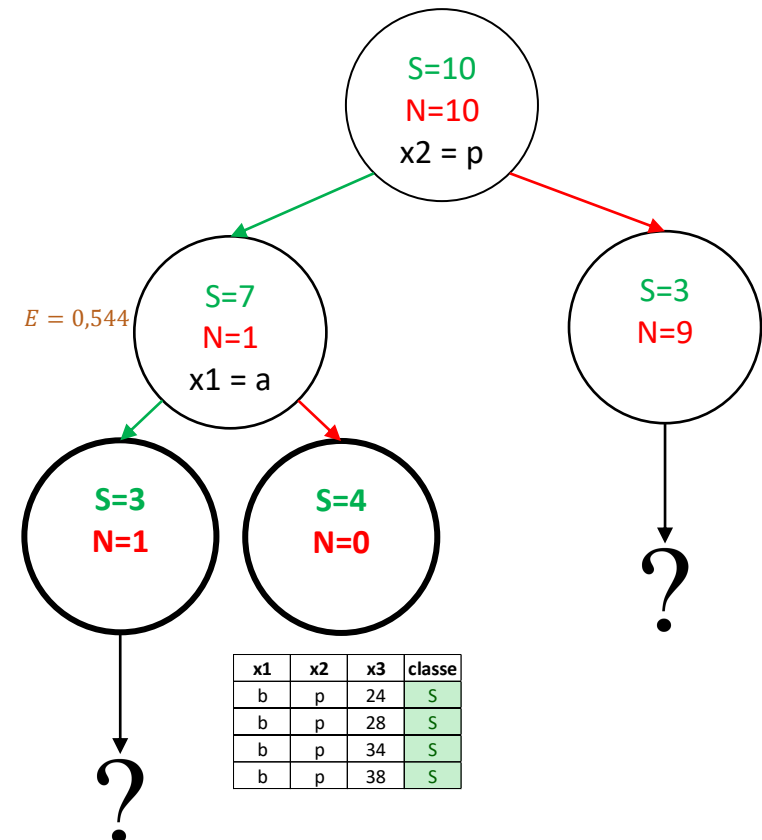 S=10
N=10
x2 = p
E = 0,544
S=7
N=1
x1 = a
S=3
N=9
S=3
N=1
S=4
N=0
?
x1 x2 x3 classe
b p 24 S
b p 28 S
b p 34 S
b p 38 S
?